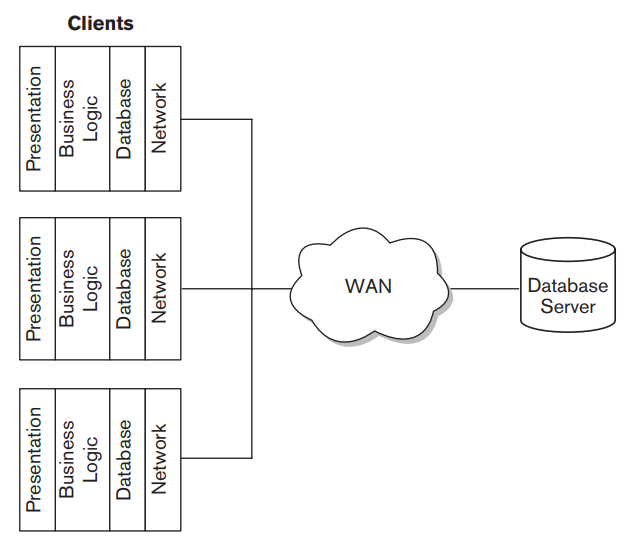 Clients
Presentation
Business
Logic
Database
Network
Presentation
Business
Logic
Database
Network
Presentation
Business
Logic
Database
Network
WAN
Database
Server